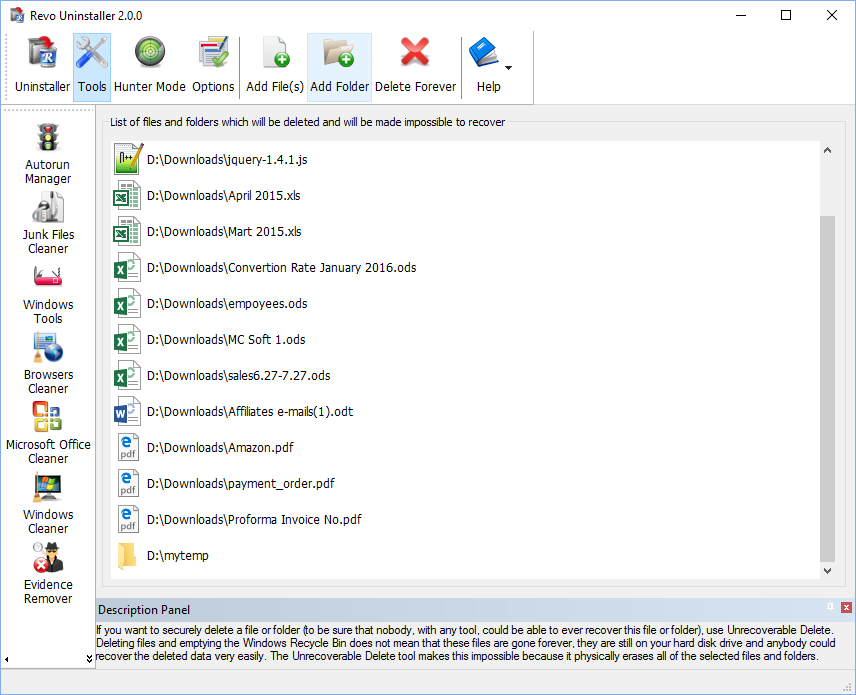 Revo Uninstaller 2.0.0
Uninstaller Tools Hunter Mode Options Add File(s) Add Folder Delete Forever Help
Autorun
Manager
Junk Files
Cleaner
Windows
Tools
Browsers
Cleaner
Microsoft Office
Cleaner
Windows
Cleaner
Evidence
Remover
List of files and folders which will be deleted and will be made impossible to recover
D:\Downloads\jquery-1.4.1.js
D:\Downloads\April 2015.xls
D:\Downloads\Mart 2015.xls
D:\Downloads\Convertion Rate January 2016.ods
D:\Downloads\empoyees.ods
D:\Downloads\MC Soft 1.ods
D:\Downloads\sales6.27-7.27.ods
D:\Downloads\Affiliates e-mails(1).odt
pdf D:\Downloads\Amazon.pdf
pdf D:\Downloads\payment_order.pdf
pdf D:\Downloads\Proforma Invoice No.pdf
D:\mytemp
Description Panel
If you want to securely delete a file or folder (to be sure that nobody, with any tool, could be able to ever recover this file or folder), use Unrecoverable Delete.
Deleting files and emptying the Windows Recycle Bin does not mean that these files are gone forever, they are still on your hard disk drive and anybody could
recover the deleted data very easily. The Unrecoverable Delete tool makes this impossible because it physically erases all of the selected files and folders.